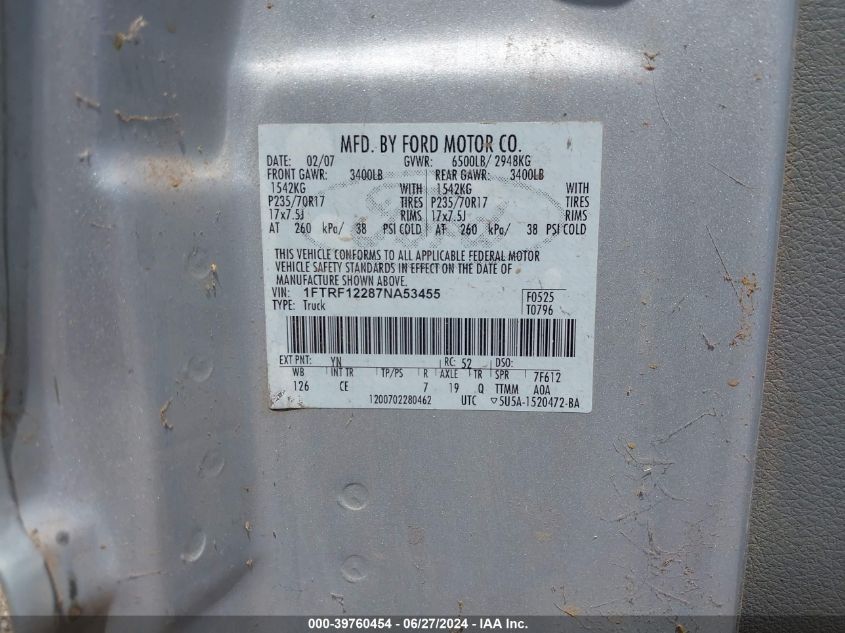 MFD. BY FORD MOTOR CO.
DATE: 02/07 GVWR: 6500LB/ 2948KG
FRONT GAWR: 3400LB REAR GAWR: 3400LB
1542KG WITH 1542KG WITH
P235/70R17 TIRES P235/70R17 TIRES
17x7.5J RIMS 17x7.5J RIMS
AT 260 kPa/ 38 PSI COLD AT 260 kPa/ 38 PSI COLD
THIS VEHICLE CONFORMS TO ALL APPLICABLE FEDERAL MOTOR
VEHICLE SAFETY STANDARDS IN EFFECT ON THE DATE OF
MANUFACTURE SHOWN ABOVE.
VIN: 1FTRF12287NA53455 F0525
TYPE: Truck T0796
EXT PNT: YN RC: 52 DSO:
WB INT TR TP/PS R AXLE TR SPR 7F612
126 CE 7 19 Q TTMM A0A
1200702280462 UTC ▽5U5A-1520472-BA
000-39760454 - 06/27/2024 - IAA Inc.